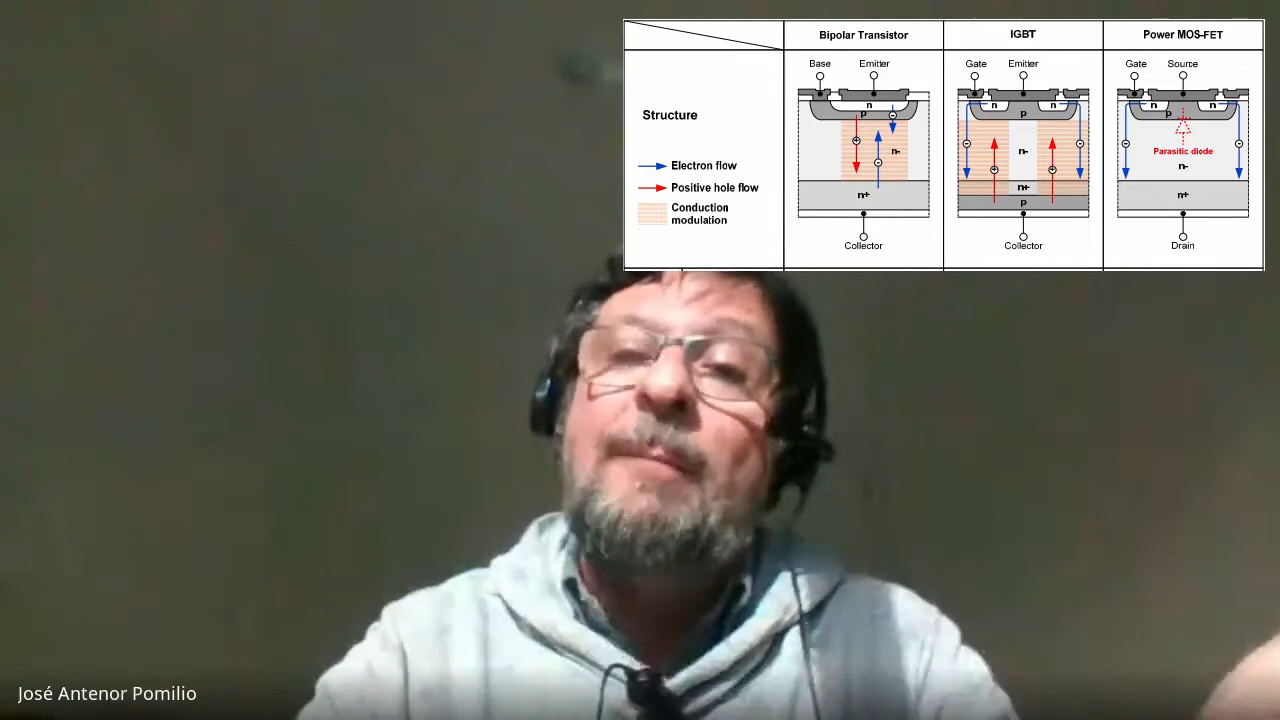 Bipolar Transistor
IGBT
Power MOS-FET
Structure
Electron flow
Positive hole flow
Conduction
modulation
Base
Emitter
n
p
n-
n+
Collector
Gate
Emitter
n
n
p
n-
n+
p
Collector
Gate
Source
n
n
p
Parasitic diode
n-
n+
Drain
José Antenor Pomilio